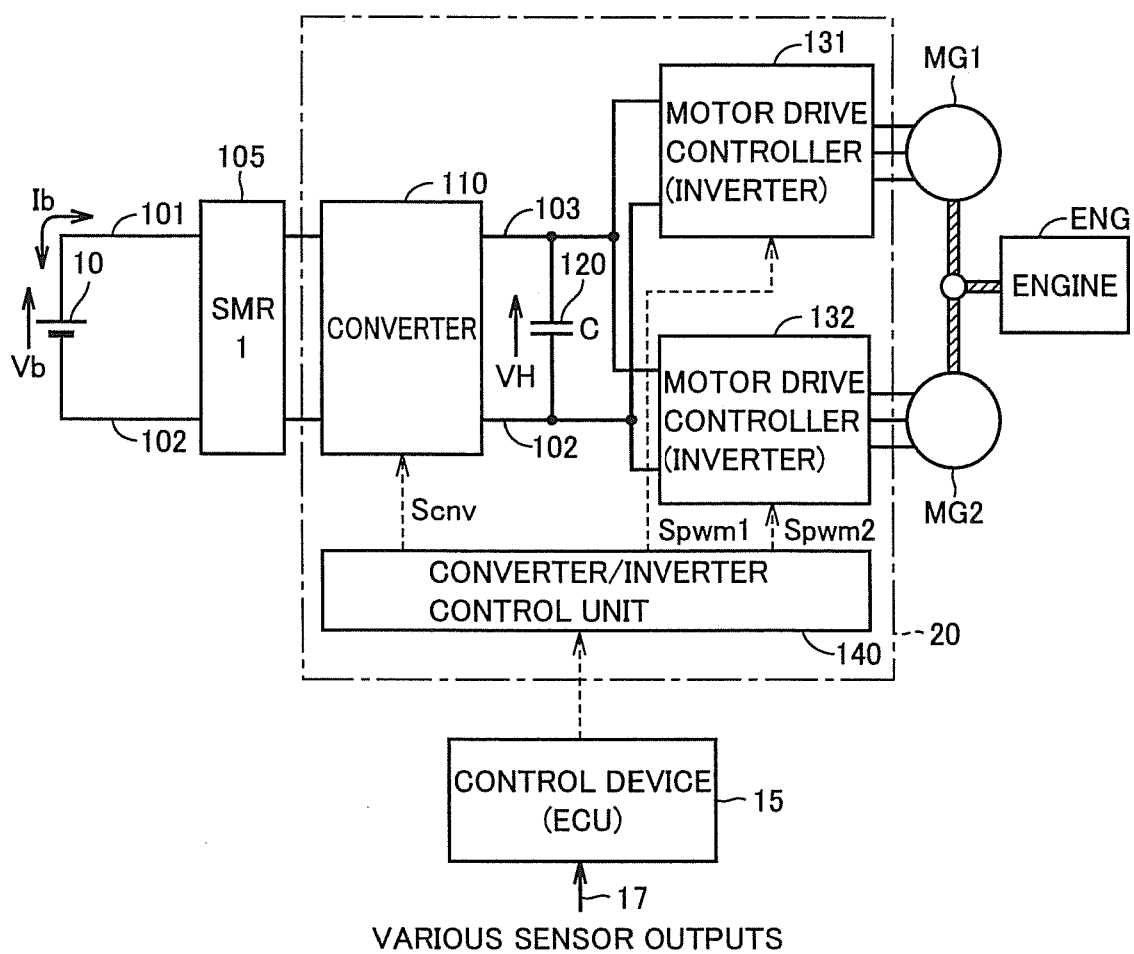 131
MG1
MOTOR DRIVE
CONTROLLER
(INVERTER)
105
110
Ib
101
103
ENG
10
120
SMR
1
CONVERTER
ENGINE
C
132
Vb
VH
MOTOR DRIVE
CONTROLLER
(INVERTER)
102
102
MG2
Scnv
Spwm1
Spwm2
CONVERTER/INVERTER
CONTROL UNIT
20
140
CONTROL DEVICE
(ECU)
15
17
VARIOUS SENSOR OUTPUTS